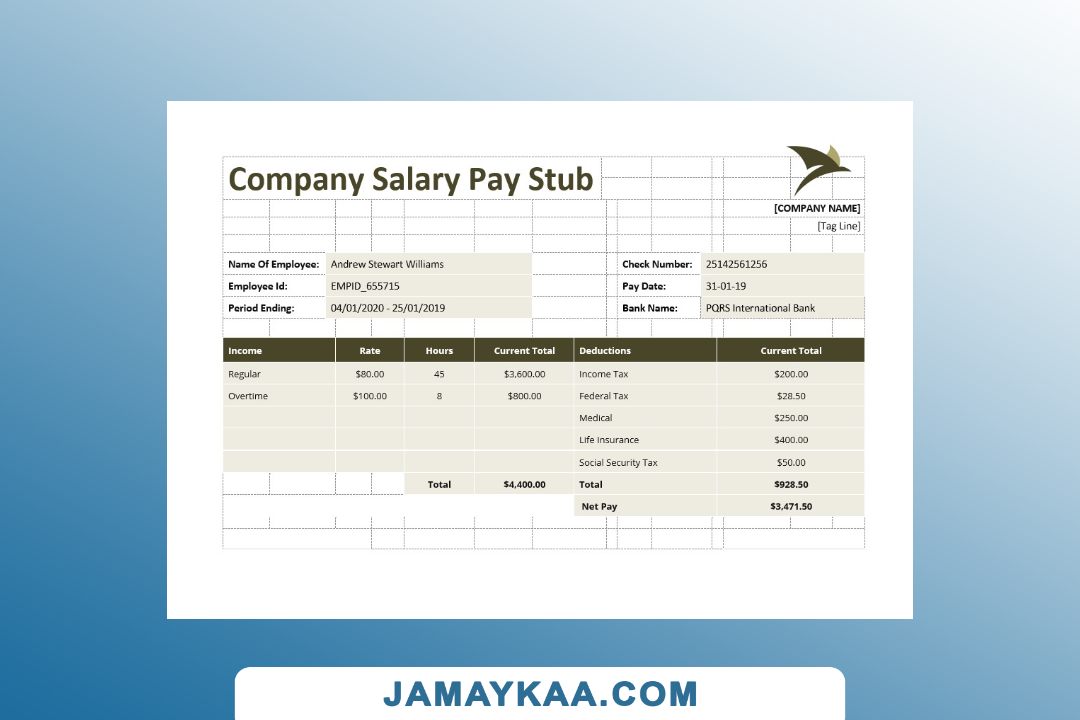 Company Salary Pay Stub
[COMPANY NAME]
[Tag Line]
Name Of Employee: Andrew Stewart Williams Check Number: 25142561256
Employee Id: EMPID_655715 Pay Date: 31-01-19
Period Ending: 04/01/2020 - 25/01/2019 Bank Name: PQRS International Bank
Income Rate Hours Current Total Deductions Current Total
Regular $80.00 45 $3,600.00 Income Tax $200.00
Overtime $100.00 8 $800.00 Federal Tax $28.50
Medical $250.00
Life Insurance $400.00
Social Security Tax $50.00
Total $4,400.00 Total $928.50
Net Pay $3,471.50
JAMAYKAA.COM